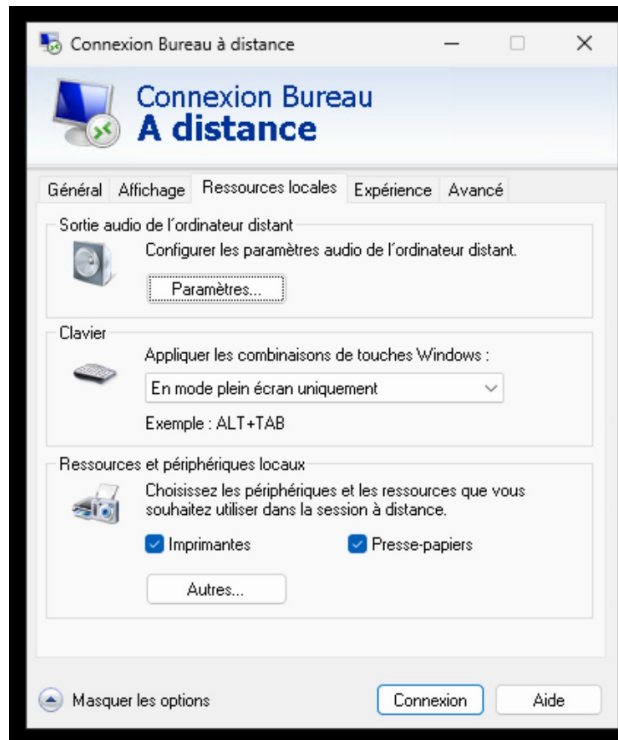 Connexion Bureau à distance
Connexion Bureau
A distance
Général Affichage Ressources locales Expérience Avancé
Sortie audio de l'ordinateur distant
Configurer les paramètres audio de l'ordinateur distant.
Paramètres...
Clavier
Appliquer les combinaisons de touches Windows :
En mode plein écran uniquement
Exemple : ALT+TAB
Ressources et périphériques locaux
Choisissez les périphériques et les ressources que vous
souhaitez utiliser dans la session à distance.
Imprimantes Presse-papiers
Autres...
Masquer les options Connexion Aide